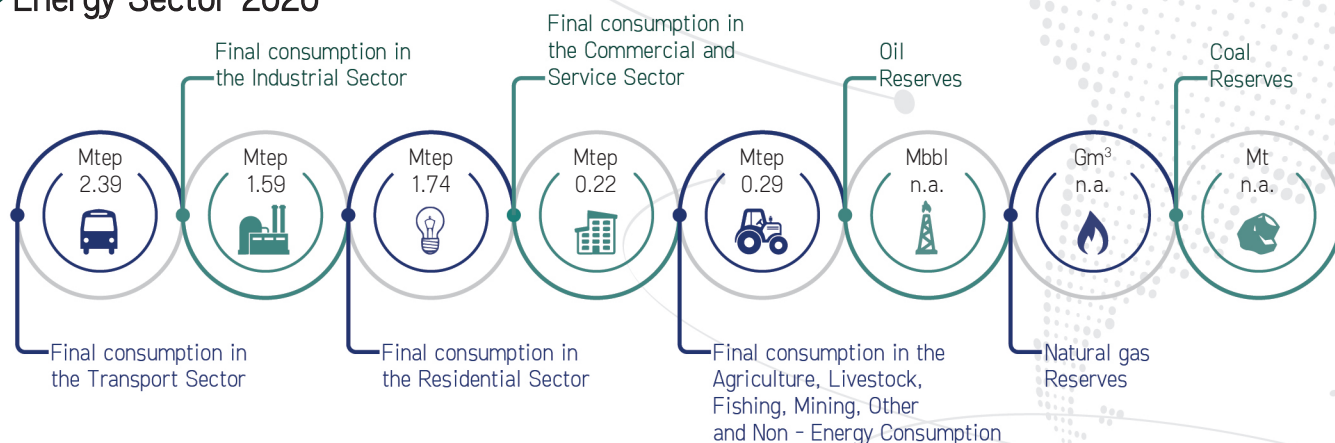 Energy Sector 2020
Final consumption in
the Industrial Sector
Final consumption in
the Commercial and
Service Sector
Oil
Reserves
Coal
Reserves
Mtep
2.39
Mtep
1.59
Mtep
1.74
Mtep
0.22
Mtep
0.29
Mbbl
n.a.
Gm³
n.a.
Mt
n.a.
Final consumption in
the Transport Sector
Final consumption in
the Residential Sector
Final consumption in the
Agriculture, Livestock,
Fishing, Mining, Other
and Non - Energy Consumption
Natural gas
Reserves